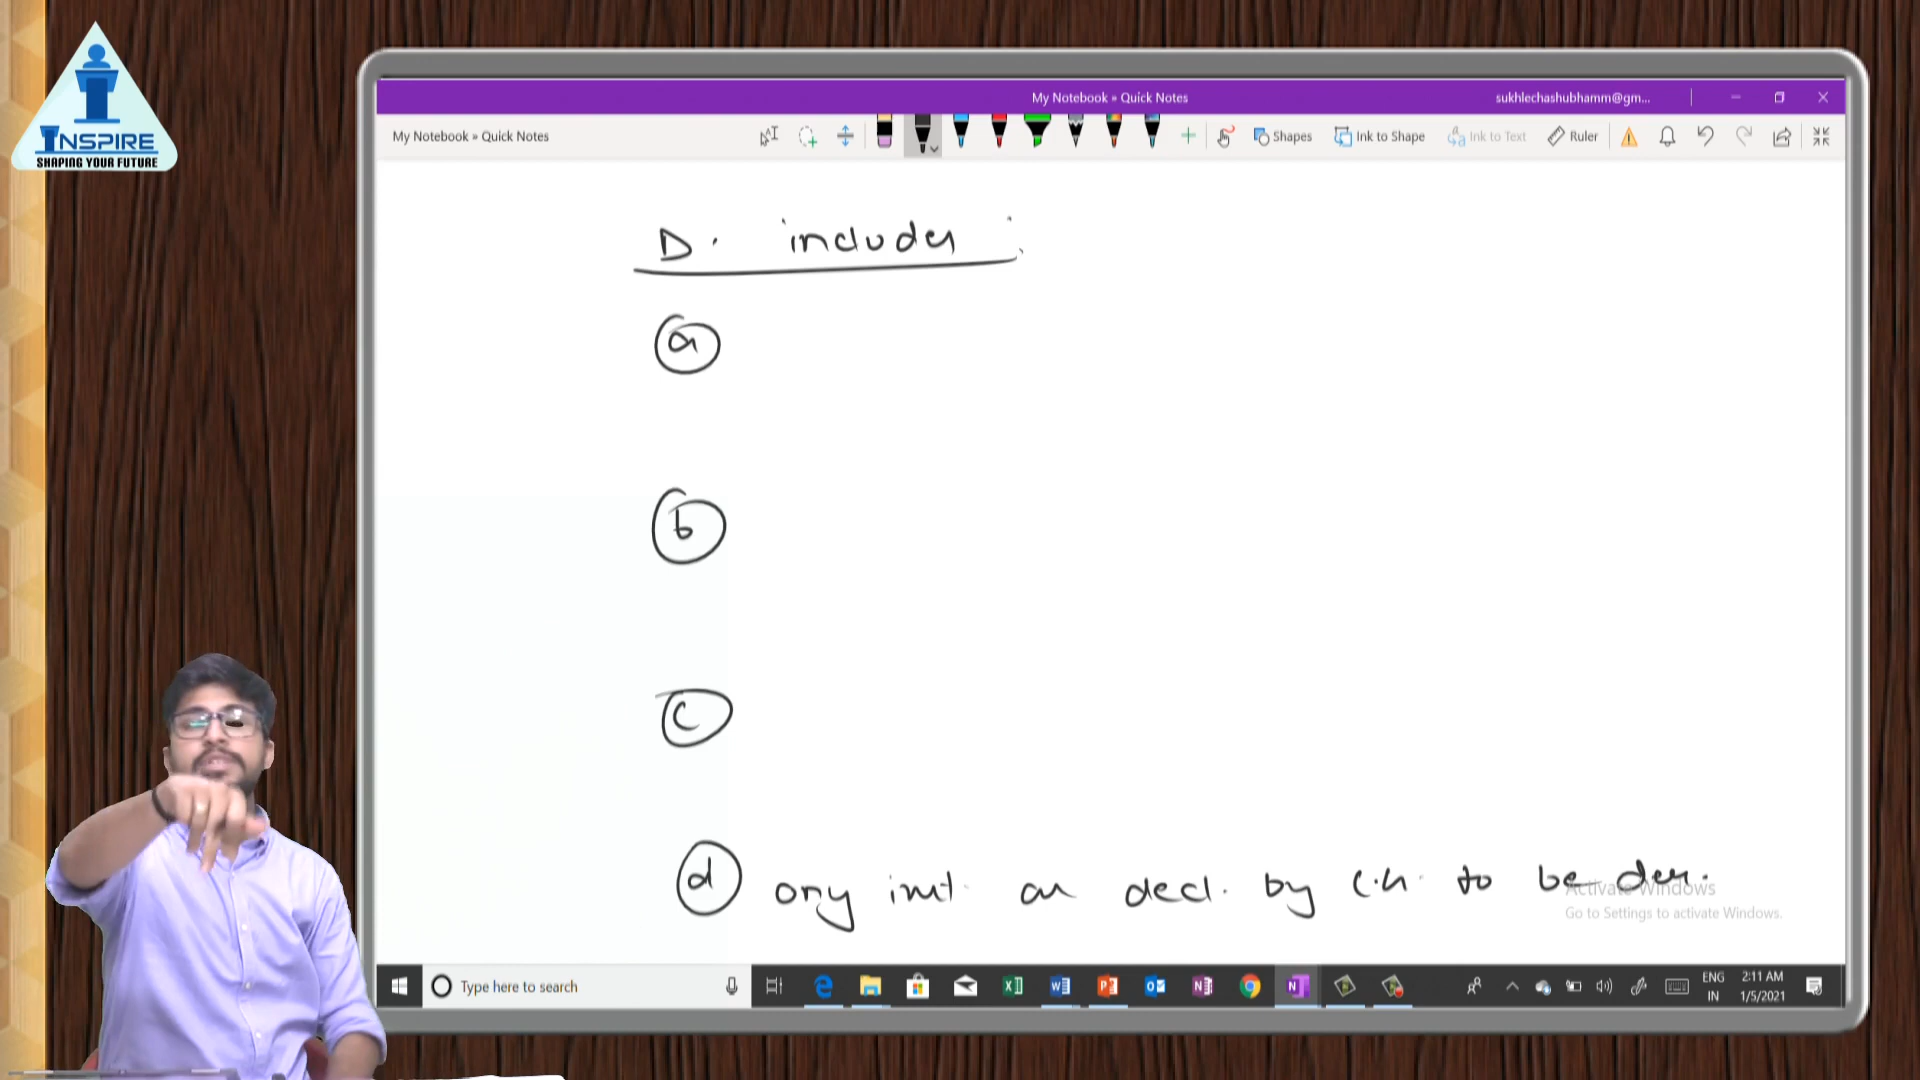 INSPIRE
SHAPING YOUR FUTURE
My Notebook » Quick Notes
sukhlechashubhamm@gm...
My Notebook » Quick Notes
Shapes
Ink to Shape
Ink to Text
Ruler
D. includes :
a
b
c
d any inst. as decl. by C.G. to be der.
Activate Windows
Go to Settings to activate Windows.
Type here to search
ENG
IN
2:11 AM
1/5/2021